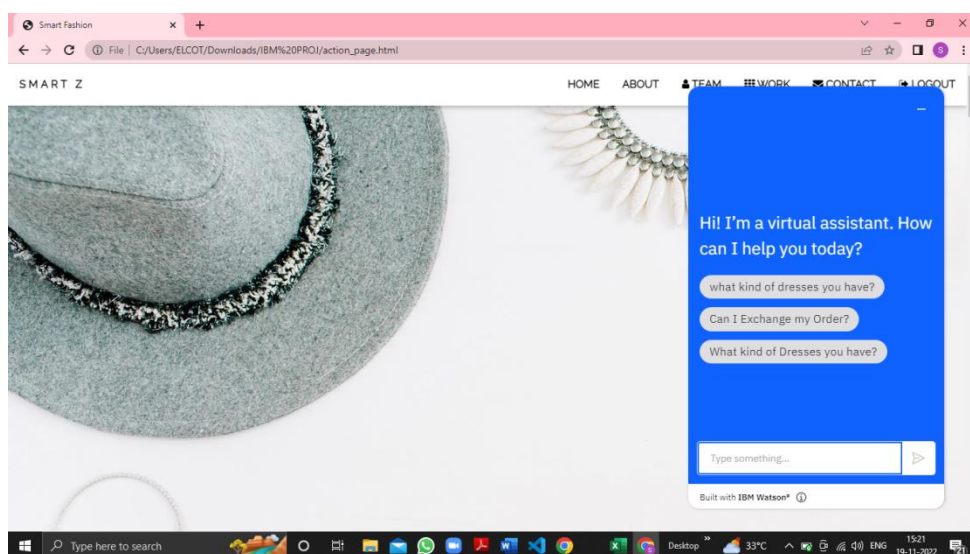 Smart Fashion
File | C:/Users/ELCOT/Downloads/IBM%20PROJ/action_page.html
S
SMART Z
HOME ABOUT TEAM WORK CONTACT LOGOUT
Hi! I'm a virtual assistant. How
can I help you today?
what kind of dresses you have?
Can I Exchange my Order?
What kind of Dresses you have?
Type something...
Built with IBM Watson®
Type here to search
Desktop
33°C
ENG
15:21
19-11-2022